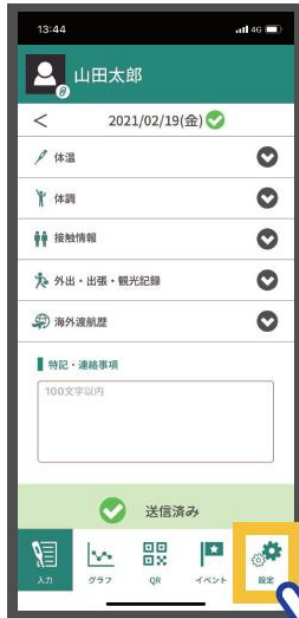 13:44
4G
山田太郎
< 2021/02/19(金)
体温
体調
接触情報
外出・出張・観光記録
海外渡航歴
特記・連絡事項
100文字以内
送信済み
入力 グラフ QR イベント 設定